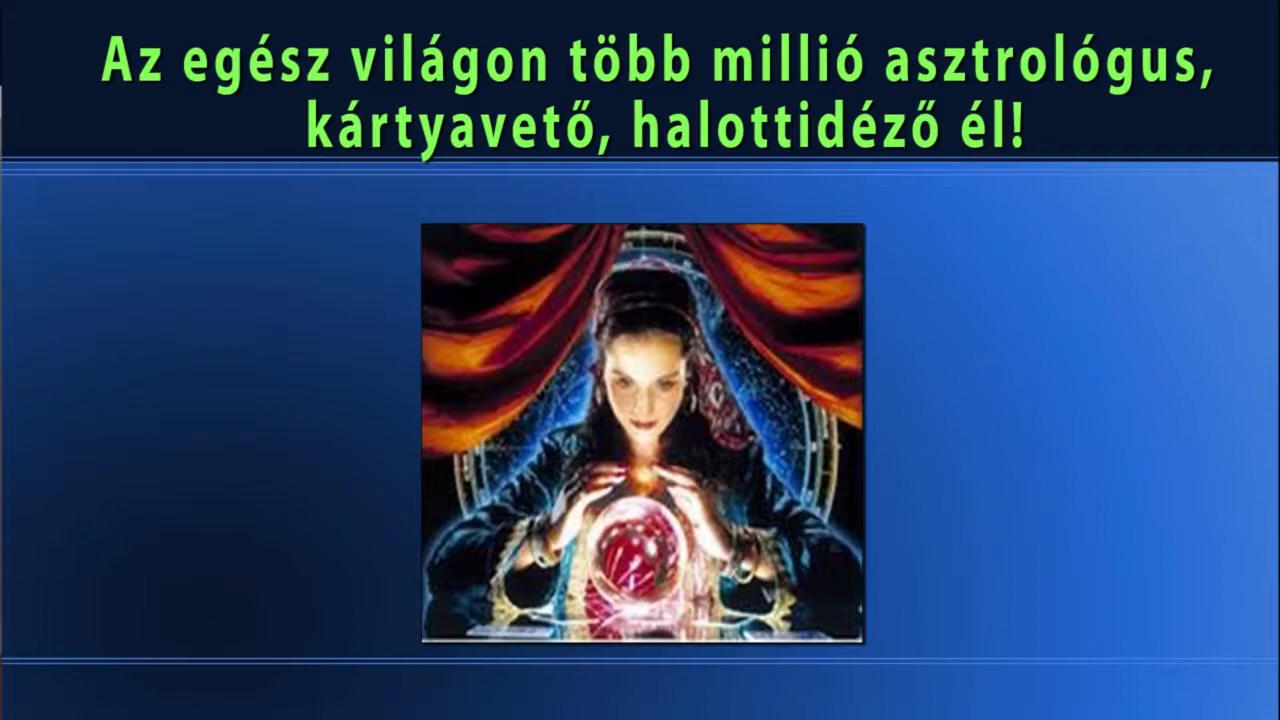 Az egész világon több millió asztrológus,
kártyavető, halottidéző él!